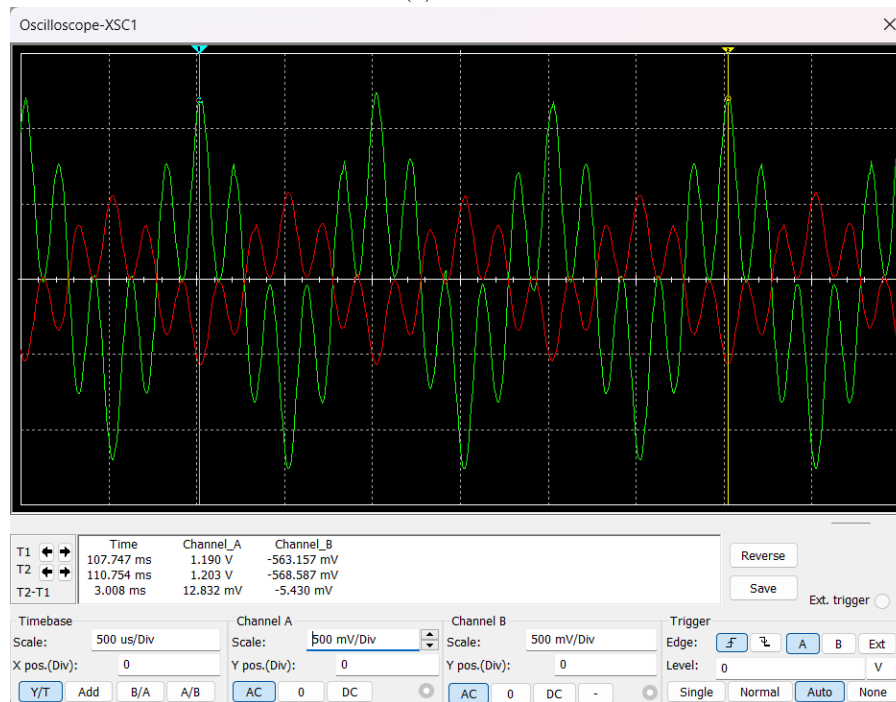 Oscilloscope-XSC1
1 2
Time Channel_A Channel_B
T1 107.747 ms 1.190 V -563.157 mV
T2 110.754 ms 1.203 V -568.587 mV
T2-T1 3.008 ms 12.832 mV -5.430 mV
Reverse
Save
Ext. trigger
Timebase
Scale: 500 us/Div
X pos.(Div): 0
Y/T Add B/A A/B
Channel A
Scale: 500 mV/Div
Y pos.(Div): 0
AC 0 DC
Channel B
Scale: 500 mV/Div
Y pos.(Div): 0
AC 0 DC -
Trigger
Edge: A B Ext
Level: 0 V
Single Normal Auto None